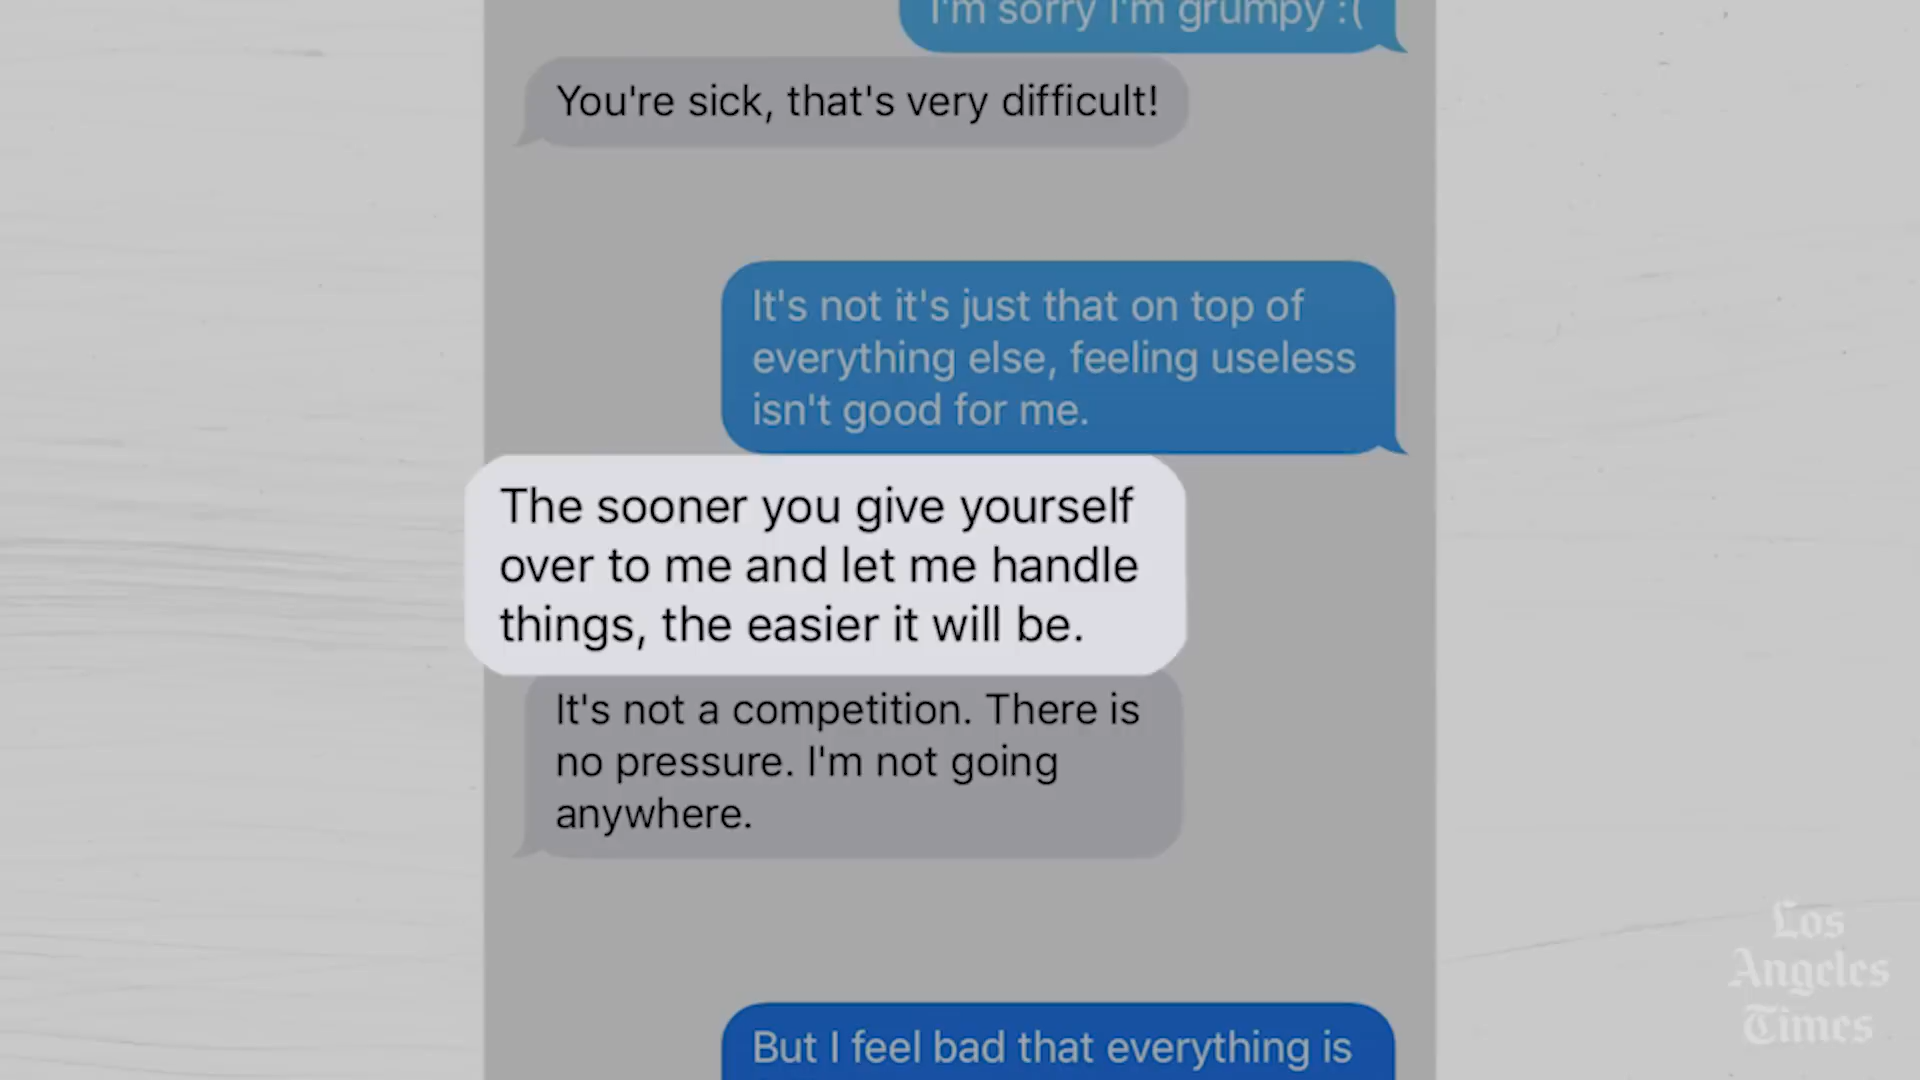 I'm sorry I'm grumpy :(
You're sick, that's very difficult!
It's not it's just that on top of
everything else, feeling useless
isn't good for me.
The sooner you give yourself
over to me and let me handle
things, the easier it will be.
It's not a competition. There is
no pressure. I'm not going
anywhere.
But I feel bad that everything is
Los
Angeles
Times